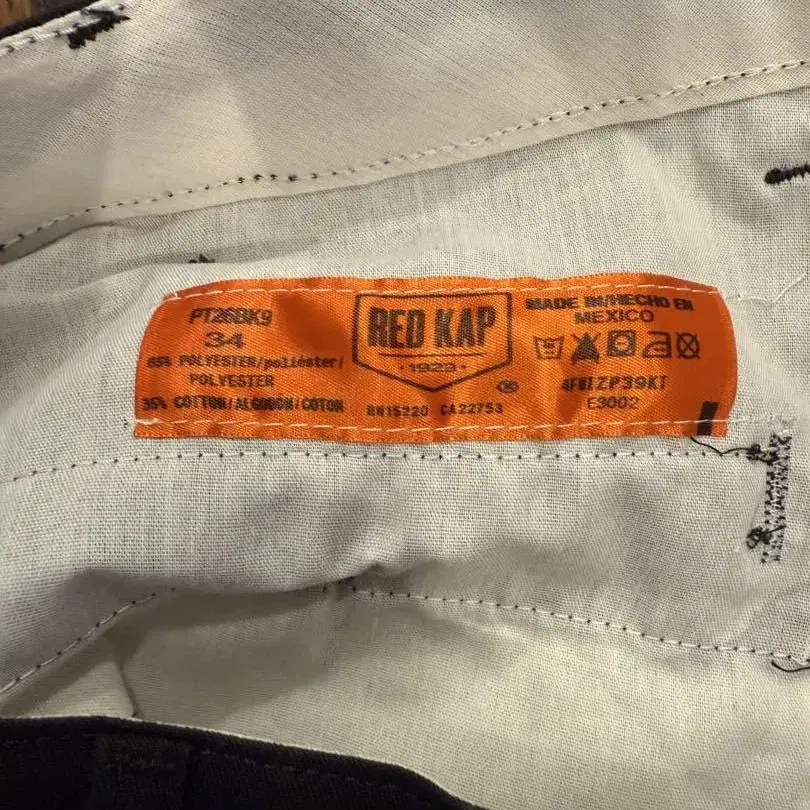 PT26BK9
34
65% POLYESTER/poliéster/
POLYESTER
35% COTTON/ALGODON/COTON
RED KAP
·1923·
RN15220 CA22753
MADE IN/HECHO EN
MEXICO
E3002